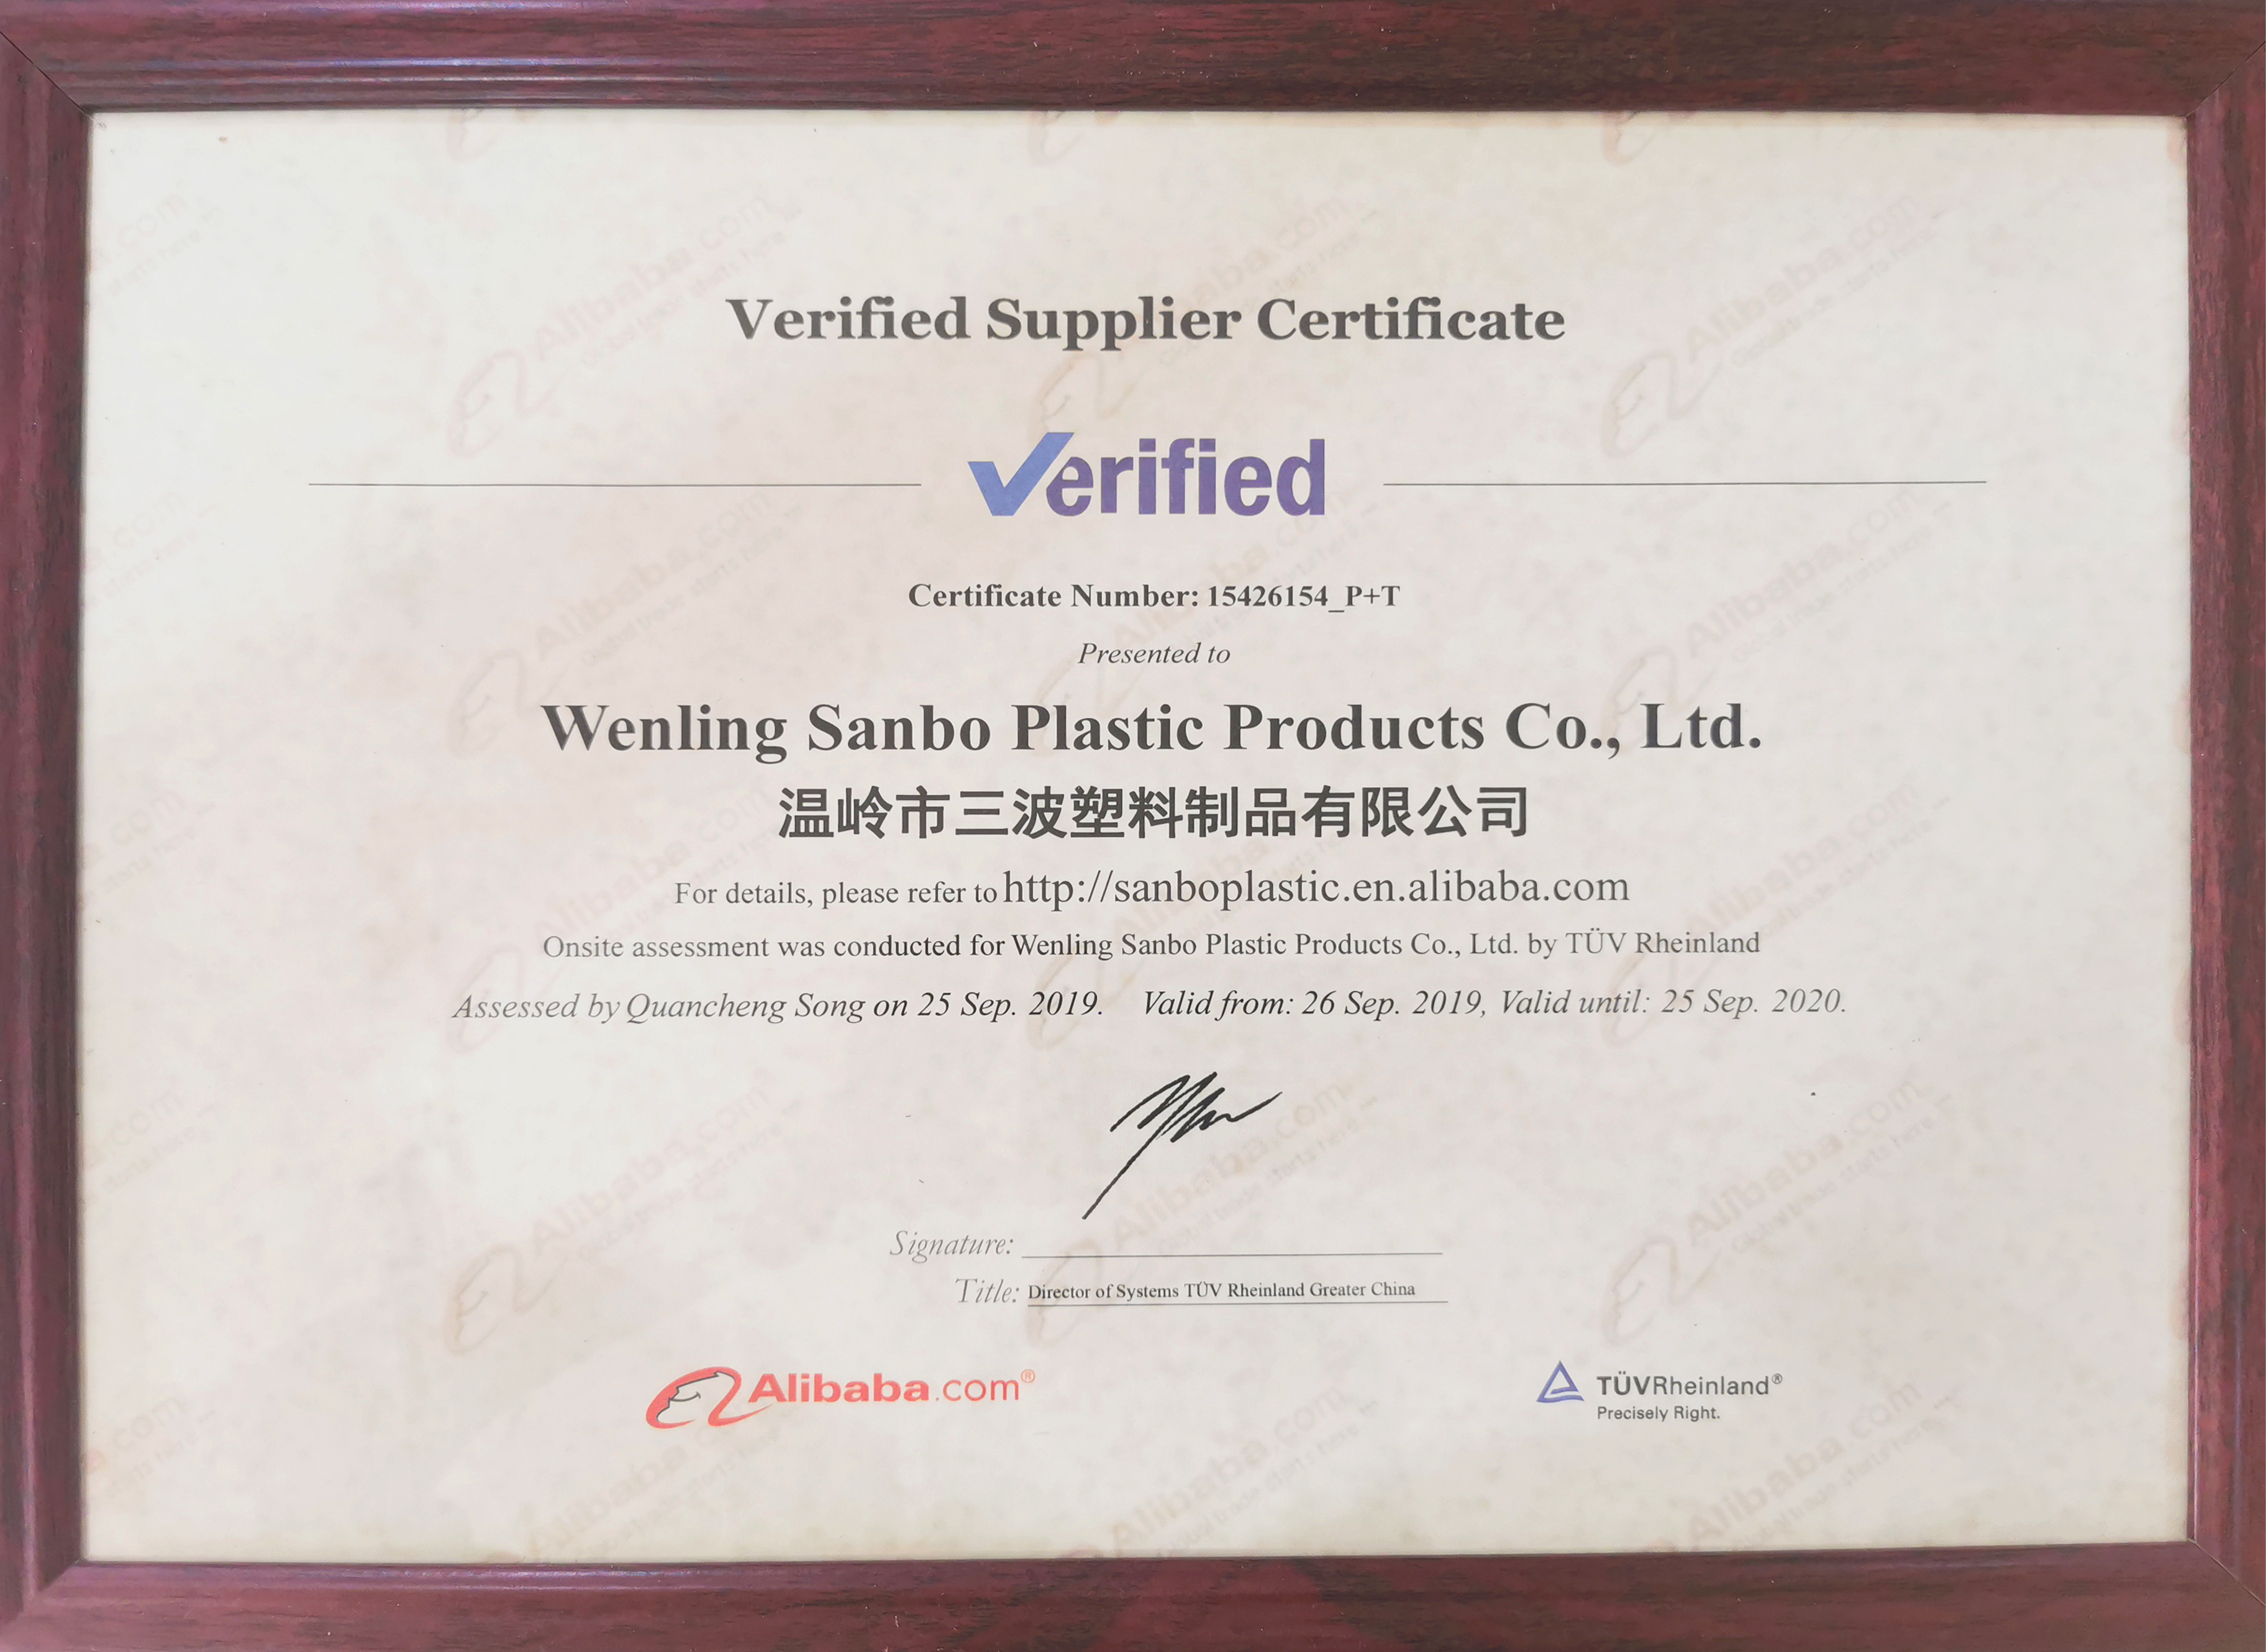 Verified Supplier Certificate
Verified
Certificate Number: 15426154_P+T
Presented to
Wenling Sanbo Plastic Products Co., Ltd.
温岭市三波塑料制品有限公司
For details, please refer to http://sanboplastic.en.alibaba.com
Onsite assessment was conducted for Wenling Sanbo Plastic Products Co., Ltd. by TÜV Rheinland
Assessed by Quancheng Song on 25 Sep. 2019. Valid from: 26 Sep. 2019, Valid until: 25 Sep. 2020.
Signature:
Title: Director of Systems TÜV Rheinland Greater China
Alibaba.com®
TÜVRheinland®
Precisely Right.